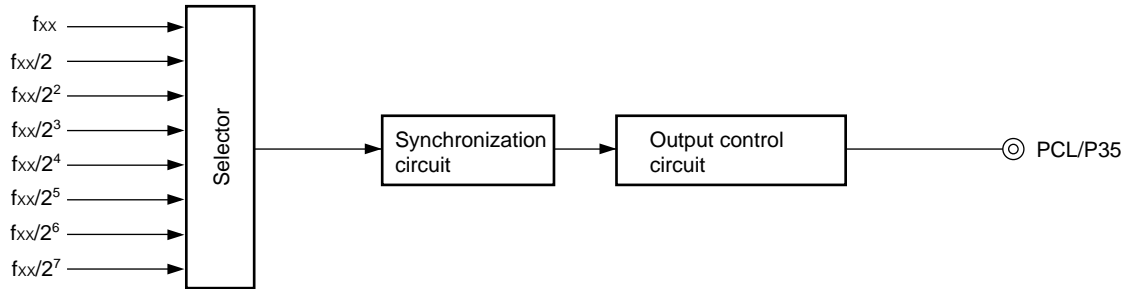 fxx
fxx/2
fxx/2²
fxx/2³
fxx/2⁴
fxx/2⁵
fxx/2⁶
fxx/2⁷
Selector
Synchronization
circuit
Output control
circuit
PCL/P35